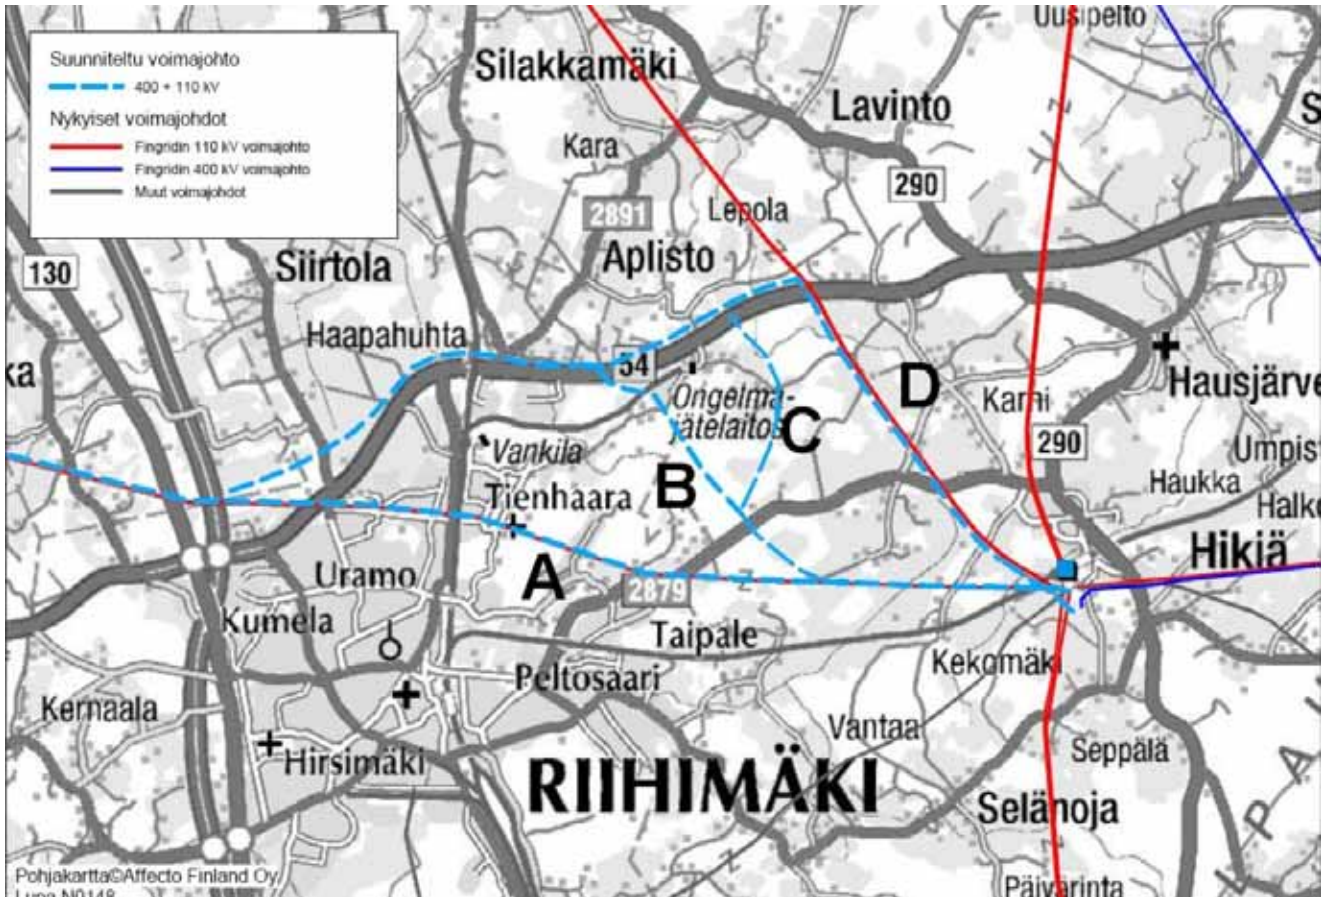 Suunniteltu voimajohto
400 + 110 kV
Nykyiset voimajohdot
Fingridin 110 kV voimajohto
Fingridin 400 kV voimajohto
Muut voimajohdot
Uusipelto
Silakkamäki
Lavinto
S
Kara
290
2891
Lepola
130
Siirtola
Aplisto
Haapahuhta
ka
54
D
Hausjärve
Ongelma-
jätelaitos
C
Karhi
290
Vankila
Umpist
B
Tienhaara
Haukka
Halko
Hikiä
A
Uramo
2879
Kumela
Taipale
Kekomäki
Peltosaari
Kernaala
Vantaa
Seppälä
Hirsimäki
RIIHIMÄKI
Selänoja
P A L
Pohjakartta©Affecto Finland Oy,
Lupa N0148
Päivärinta